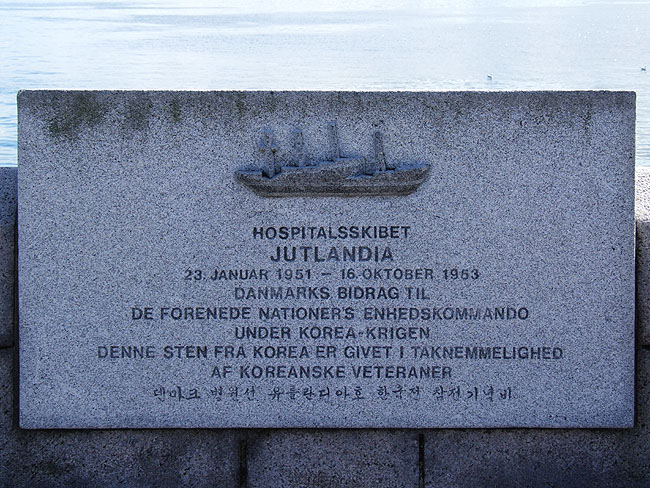 HOSPITALSSKIBET
JUTLANDIA
23. JANUAR 1951 – 16. OKTOBER 1953
DANMARKS BIDRAG TIL
DE FORENEDE NATIONERS ENHEDSKOMMANDO
UNDER KOREA-KRIGEN
DENNE STEN FRA KOREA ER GIVET I TAKNEMMELIGHED
AF KOREANSKE VETERANER
덴마크 병원선 유틀란디아호 한국전 참전기념비